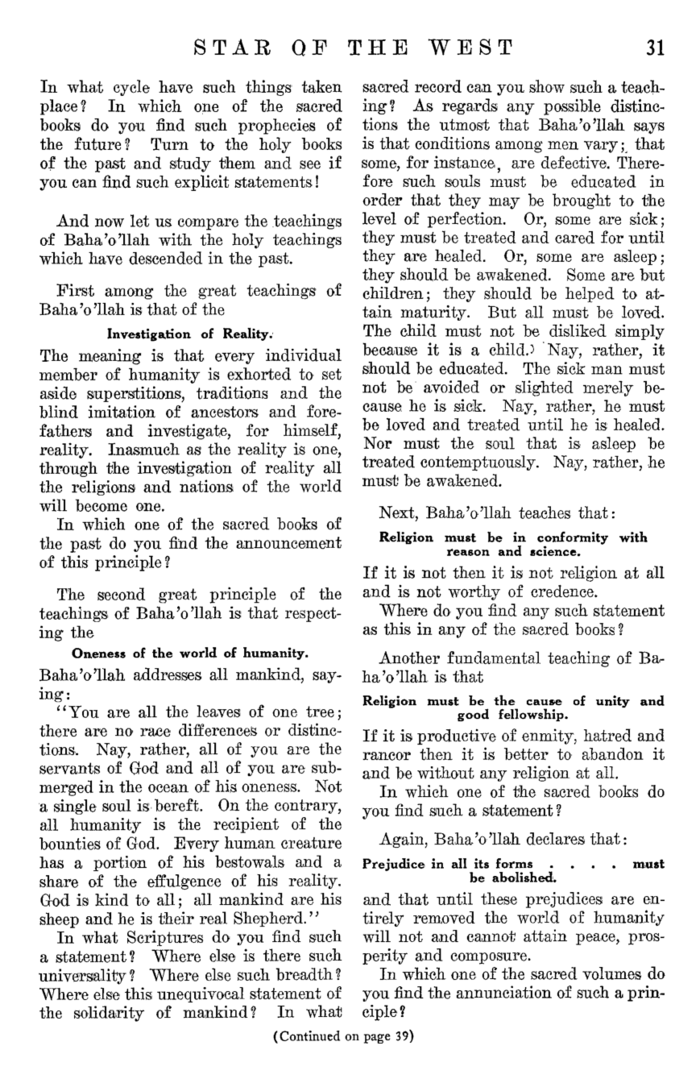 STAR OF THE WEST 31
In what cycle have such things taken
place? In which one of the sacred
books do you find such prophecies of
the future? Turn to the holy books
of the past and study them and see if
you can find such explicit statements!
And now let us compare the teachings
of Baha'o'llah with the holy teachings
which have descended in the past.
First among the great teachings of
Baha'o'llah is that of the
Investigation of Reality.
The meaning is that every individual
member of humanity is exhorted to set
aside superstitions, traditions and the
blind imitation of ancestors and fore-
fathers and investigate, for himself,
reality. Inasmuch as the reality is one,
through the investigation of reality all
the religions and nations of the world
will become one.
In which one of the sacred books of
the past do you find the announcement
of this principle?
The second great principle of the
teachings of Baha'o'llah is that respect-
ing the
Oneness of the world of humanity.
Baha'o'llah addresses all mankind, say-
ing:
"You are all the leaves of one tree;
there are no race differences or distinc-
tions. Nay, rather, all of you are the
servants of God and all of you are sub-
merged in the ocean of his oneness. Not
a single soul is bereft. On the contrary,
all humanity is the recipient of the
bounties of God. Every human creature
has a portion of his bestowals and a
share of the effulgence of his reality.
God is kind to all; all mankind are his
sheep and he is their real Shepherd."
In what Scriptures do you find such
a statement? Where else is there such
universality? Where else such breadth?
Where else this unequivocal statement of
the solidarity of mankind? In what
sacred record can you show such a teach-
ing? As regards any possible distinc-
tions the utmost that Baha'o'llah says
is that conditions among men vary; that
some, for instance, are defective. There-
fore such souls must be educated in
order that they may be brought to the
level of perfection. Or, some are sick;
they must be treated and cared for until
they are healed. Or, some are asleep;
they should be awakened. Some are but
children; they should be helped to at-
tain maturity. But all must be loved.
The child must not be disliked simply
because it is a child.) Nay, rather, it
should be educated. The sick man must
not be avoided or slighted merely be-
cause he is sick. Nay, rather, he must
be loved and treated until he is healed.
Nor must the soul that is asleep be
treated contemptuously. Nay, rather, he
must be awakened.
Next, Baha'o'llah teaches that:
Religion must be in conformity with
reason and science.
If it is not then it is not religion at all
and is not worthy of credence.
Where do you find any such statement
as this in any of the sacred books?
Another fundamental teaching of Ba-
ha'o'llah is that
Religion must be the cause of unity and
good fellowship.
If it is productive of enmity, hatred and
rancor then it is better to abandon it
and be without any religion at all.
In which one of the sacred books do
you find such a statement?
Again, Baha'o'llah declares that:
Prejudice in all its forms . . . . must
be abolished.
and that until these prejudices are en-
tirely removed the world of humanity
will not and cannot attain peace, pros-
perity and composure.
In which one of the sacred volumes do
you find the annunciation of such a prin-
ciple?
(Continued on page 39)